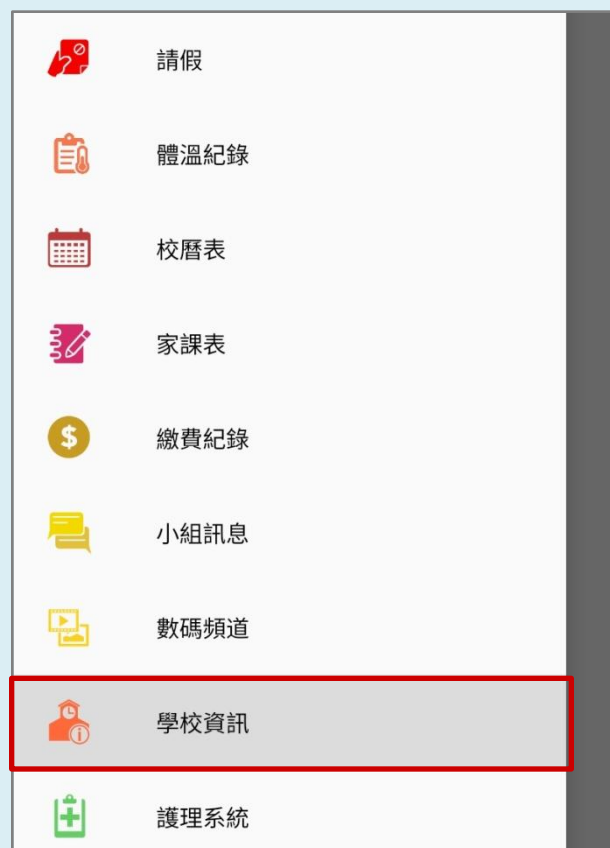 請假
體溫紀錄
校曆表
家課表
$
繳費紀錄
小組訊息
數碼頻道
學校資訊
護理系統